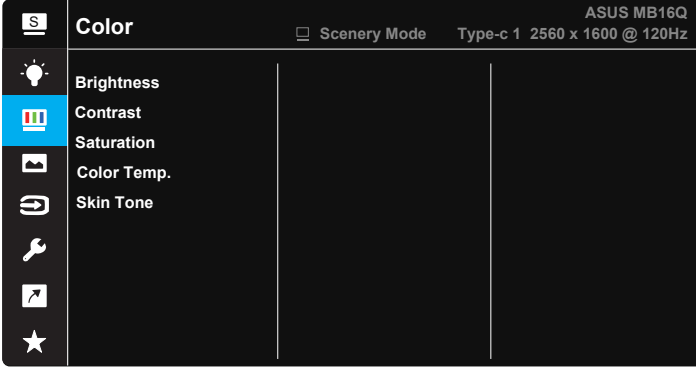 S
Color
ASUS MB16Q
Scenery Mode Type-c 1 2560 x 1600 @ 120Hz
Brightness
Contrast
Saturation
Color Temp.
Skin Tone